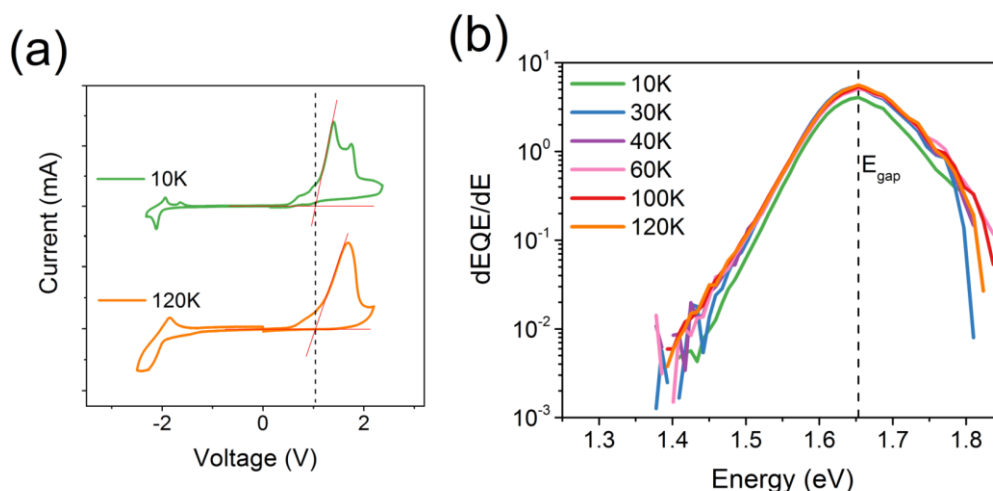 (a)
10K
120K
Current (mA)
-2
0
2
Voltage (V)
(b)
10K
30K
40K
60K
100K
120K
E_gap
dEQE/dE
10^1
10^0
10^-1
10^-2
10^-3
1.3
1.4
1.5
1.6
1.7
1.8
Energy (eV)